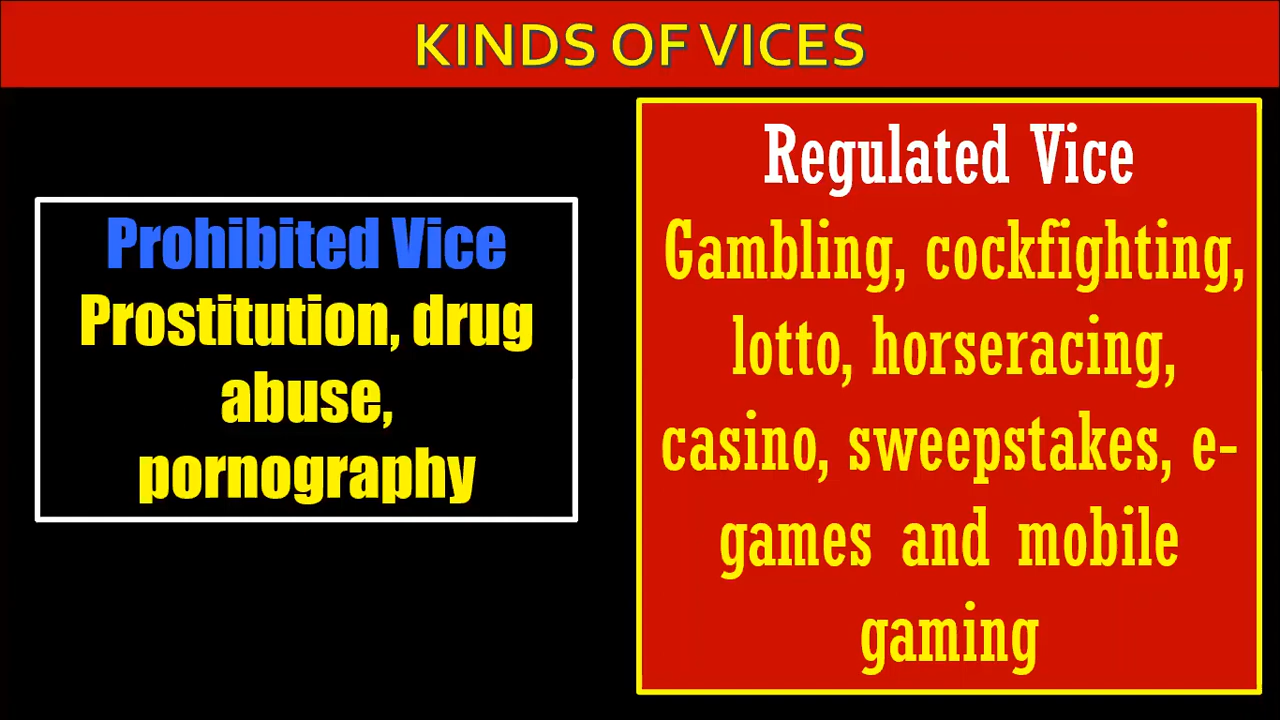 KINDS OF VICES
Prohibited Vice
Prostitution, drug
abuse,
pornography
Regulated Vice
Gambling, cockfighting,
lotto, horseracing,
casino, sweepstakes, e-
games and mobile
gaming